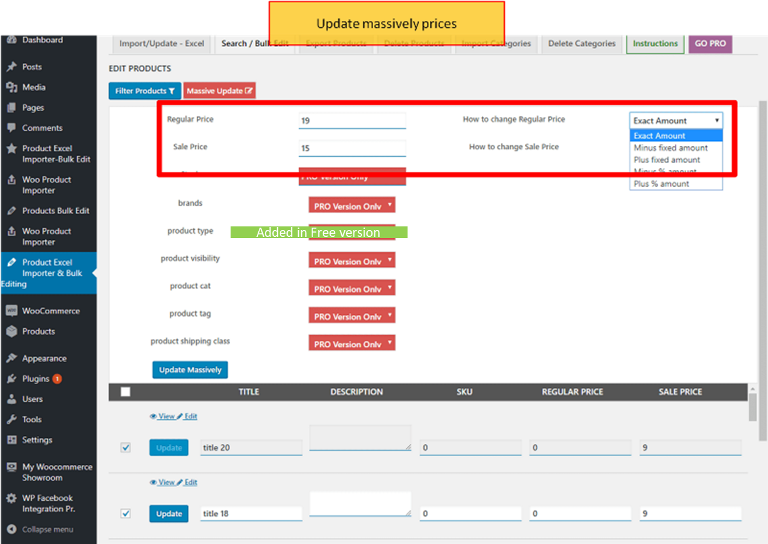 Update massively prices
Dashboard
Posts
Media
Pages
Comments
Product Excel
Importer-Bulk Edit
Woo Product
Importer
Products Bulk Edit
Woo Product
Importer
Product Excel
Importer & Bulk
Editing
WooCommerce
Products
Appearance
Plugins 1
Users
Tools
Settings
My Woocommerce
Showroom
WP Facebook
Integration Pr.
Collapse menu
Import/Update - Excel Search / Bulk Edit Export Products Delete Products Import Categories Delete Categories Instructions GO PRO
EDIT PRODUCTS
Filter Products Massive Update
Regular Price 19 How to change Regular Price Exact Amount
Sale Price 15 How to change Sale Price
Exact Amount
Minus fixed amount
Plus fixed amount
Minus % amount
Plus % amount
PRO Version Only
brands PRO Version Only
product type Added in Free version
product visibility PRO Version Only
product cat PRO Version Only
product tag PRO Version Only
product shipping class PRO Version Only
Update Massively
TITLE DESCRIPTION SKU REGULAR PRICE SALE PRICE
View Edit
Update title 20 0 0 9
View Edit
Update title 18 0 0 9